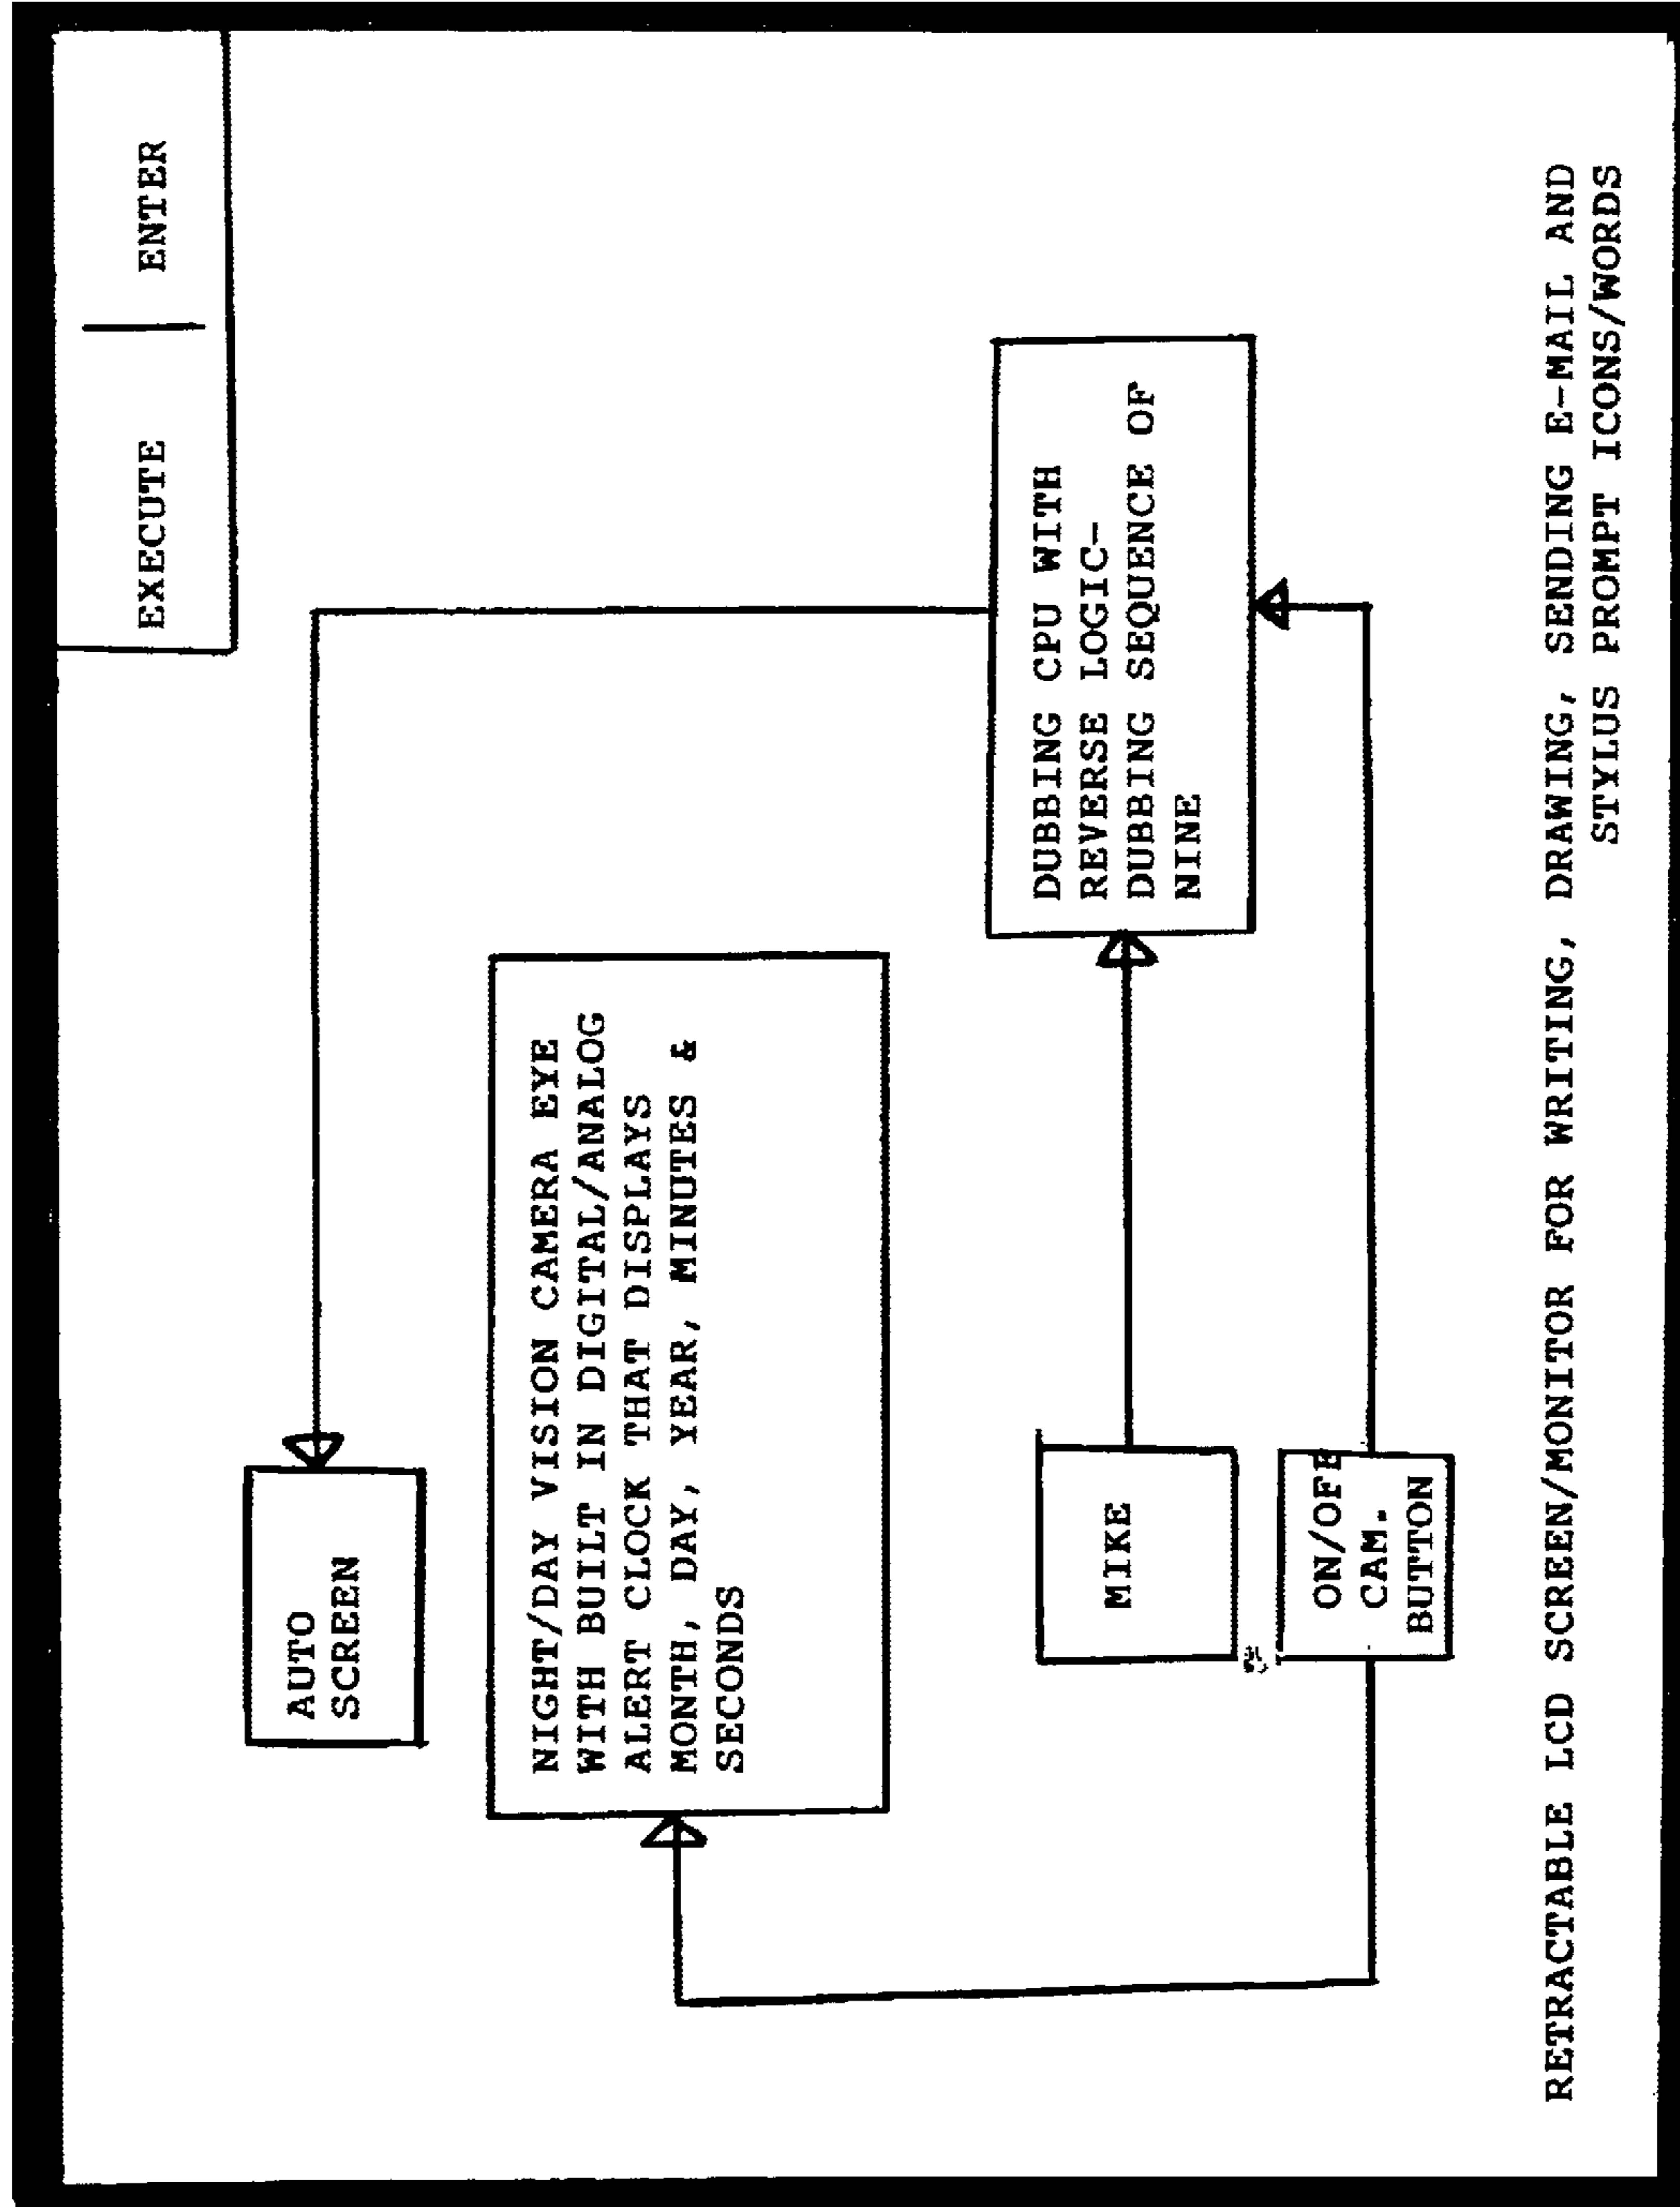 EXECUTE | ENTER
AUTO
SCREEN
NIGHT/DAY VISION CAMERA EYE
WITH BUILT IN DIGITAL/ANALOG
ALERT CLOCK THAT DISPLAYS
MONTH, DAY, YEAR, MINUTES &
SECONDS
DUBBING CPU WITH
REVERSE LOGIC-
DUBBING SEQUENCE OF
NINE
MIKE
ON/OFF
CAM.
BUTTON
RETRACTABLE LCD SCREEN/MONITOR FOR WRITING, DRAWING, SENDING E-MAIL AND
STYLUS PROMPT ICONS/WORDS